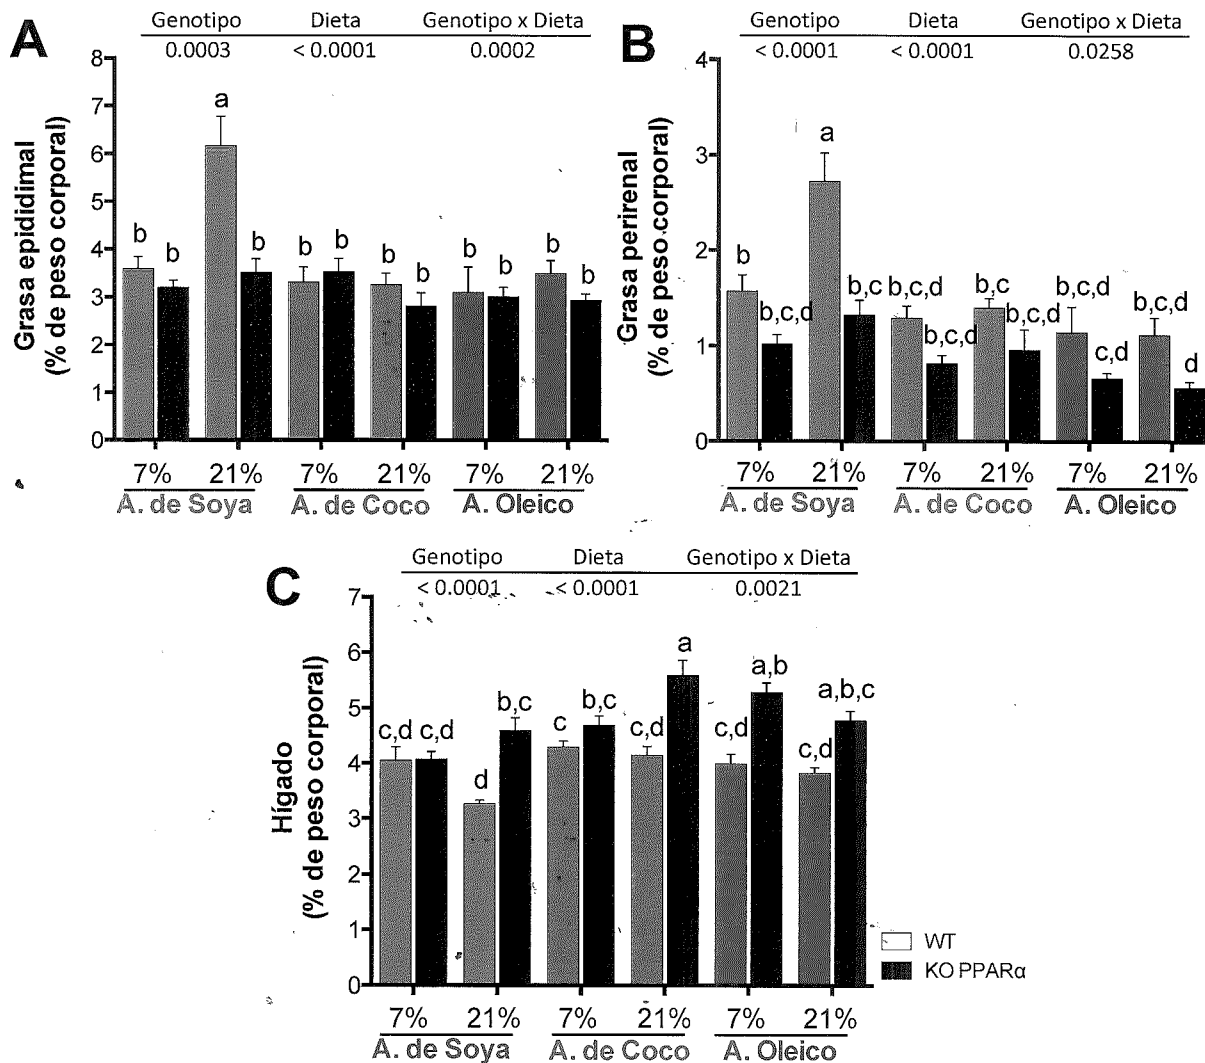 A
Genotipo Dieta Genotipo x Dieta
0.0003 < 0.0001 0.0002
Grasa epididimal
(% de peso corporal)
8
7
6
5
4
3
2
1
0
b b a b b b b b b b b b
7% 21% 7% 21% 7% 21%
A. de Soya A. de Coco A. Oleico
B
Genotipo Dieta Genotipo x Dieta
< 0.0001 < 0.0001 0.0258
Grasa perirenal
(% de peso corporal)
4
3
2
1
0
b b,c,d a b,c b,c,d b,c,d b,c b,c,d b,c,d c,d b,c,d d
7% 21% 7% 21% 7% 21%
A. de Soya A. de Coco A. Oleico
C
Genotipo Dieta Genotipo x Dieta
< 0.0001 < 0.0001 0.0021
Hígado
(% de peso corporal)
7
6
5
4
3
2
1
0
c,d c,d d b,c c b,c c,d a c,d a,b c,d a,b,c
7% 21% 7% 21% 7% 21%
A. de Soya A. de Coco A. Oleico
WT
KO PPARα